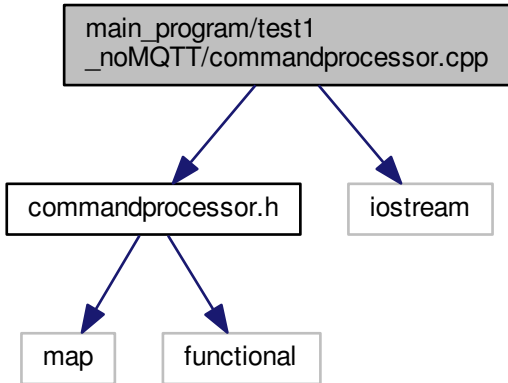 main_program/test1
_noMQTT/commandprocessor.cpp
commandprocessor.h
iostream
map
functional